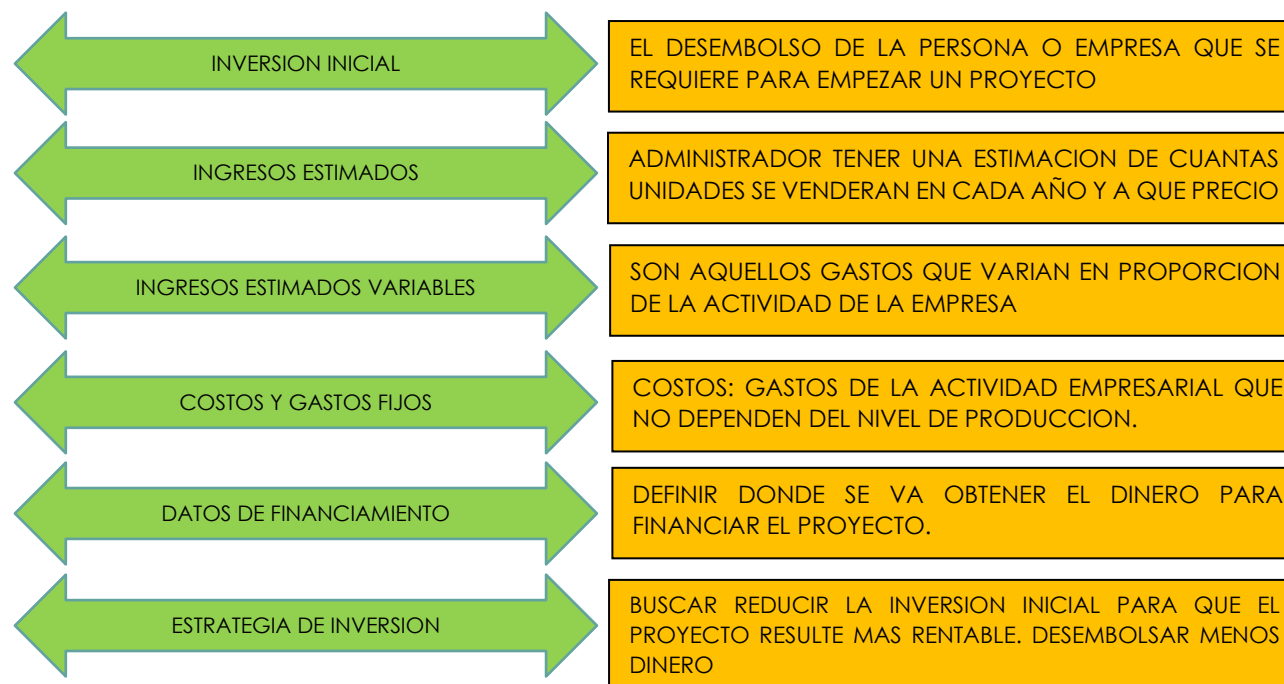 INVERSION INICIAL
EL DESEMBOLSO DE LA PERSONA O EMPRESA QUE SE
REQUIERE PARA EMPEZAR UN PROYECTO
INGRESOS ESTIMADOS
ADMINISTRADOR TENER UNA ESTIMACION DE CUANTAS
UNIDADES SE VENDERAN EN CADA AÑO Y A QUE PRECIO
INGRESOS ESTIMADOS VARIABLES
SON AQUELLOS GASTOS QUE VARIAN EN PROPORCION
DE LA ACTIVIDAD DE LA EMPRESA
COSTOS Y GASTOS FIJOS
COSTOS: GASTOS DE LA ACTIVIDAD EMPRESARIAL QUE
NO DEPENDEN DEL NIVEL DE PRODUCCION.
DATOS DE FINANCIAMIENTO
DEFINIR DONDE SE VA OBTENER EL DINERO PARA
FINANCIAR EL PROYECTO.
ESTRATEGIA DE INVERSION
BUSCAR REDUCIR LA INVERSION INICIAL PARA QUE EL
PROYECTO RESULTE MAS RENTABLE. DESEMBOLSAR MENOS
DINERO